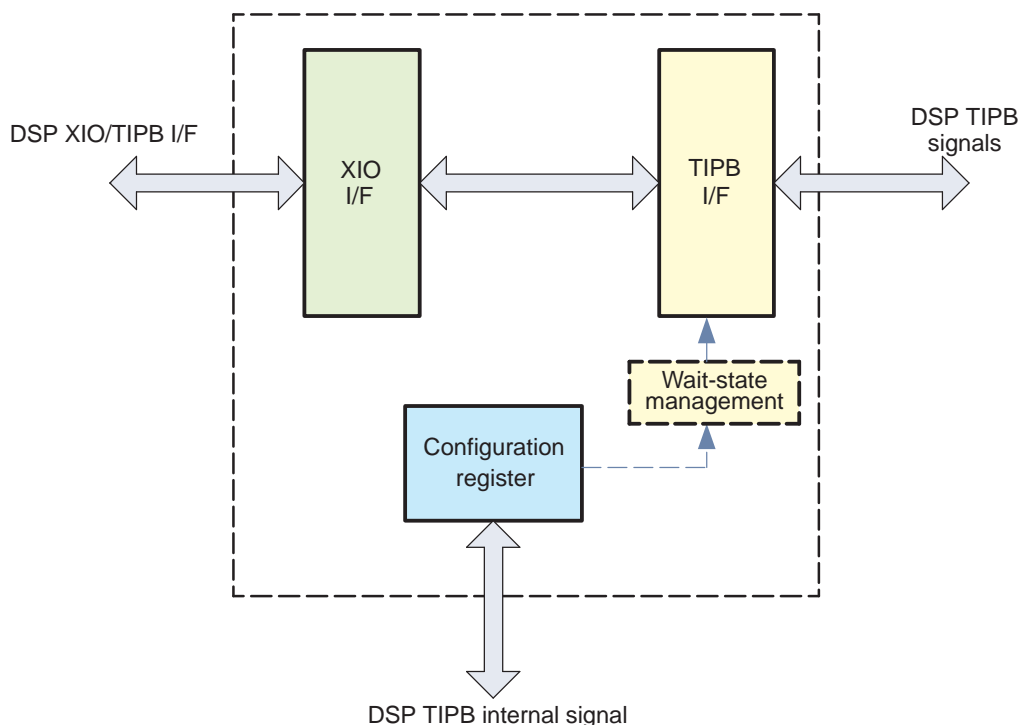 DSP XIO/TIPB I/F
XIO
I/F
TIPB
I/F
DSP TIPB
signals
Wait-state
management
Configuration
register
DSP TIPB internal signal